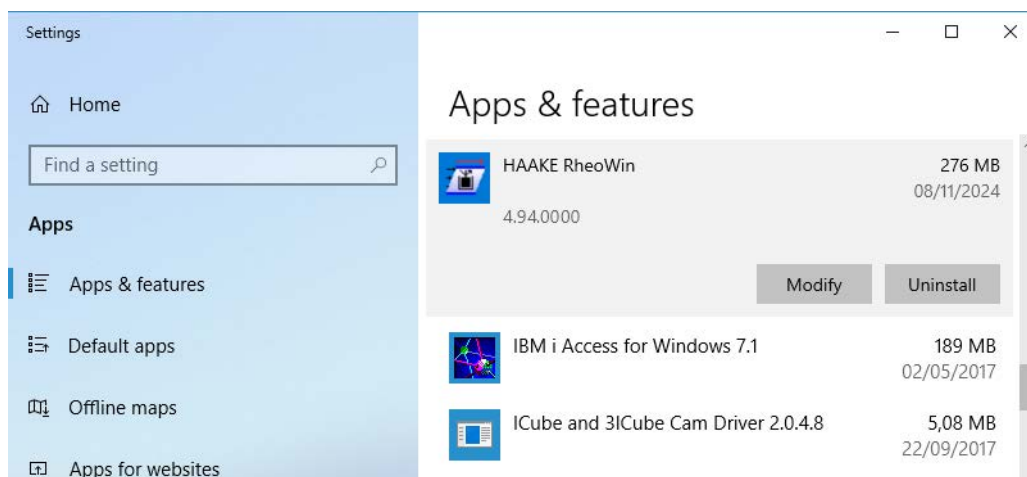 Settings
Home
Find a setting
Apps
Apps & features
Default apps
Offline maps
Apps for websites
Apps & features
HAAKE RheoWin 276 MB
08/11/2024
4.94.0000
Modify Uninstall
IBM i Access for Windows 7.1 189 MB
02/05/2017
ICube and 3ICube Cam Driver 2.0.4.8 5,08 MB
22/09/2017